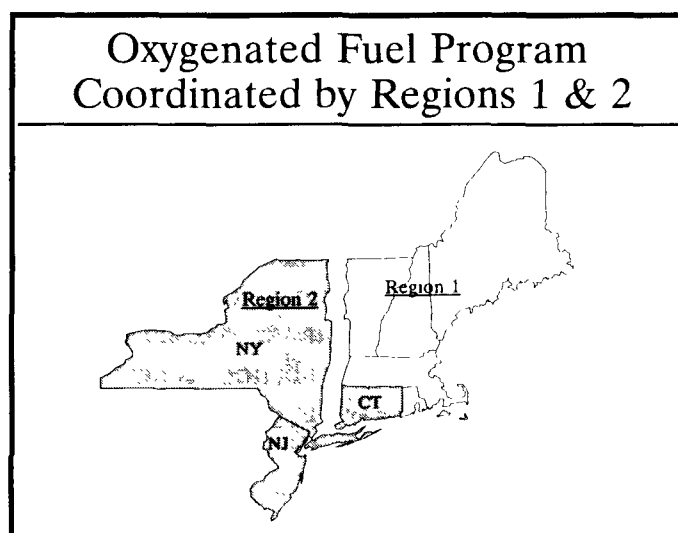 Oxygenated Fuel Program
Coordinated by Regions 1 & 2
Region 1
Region 2
NY
CT
NJ